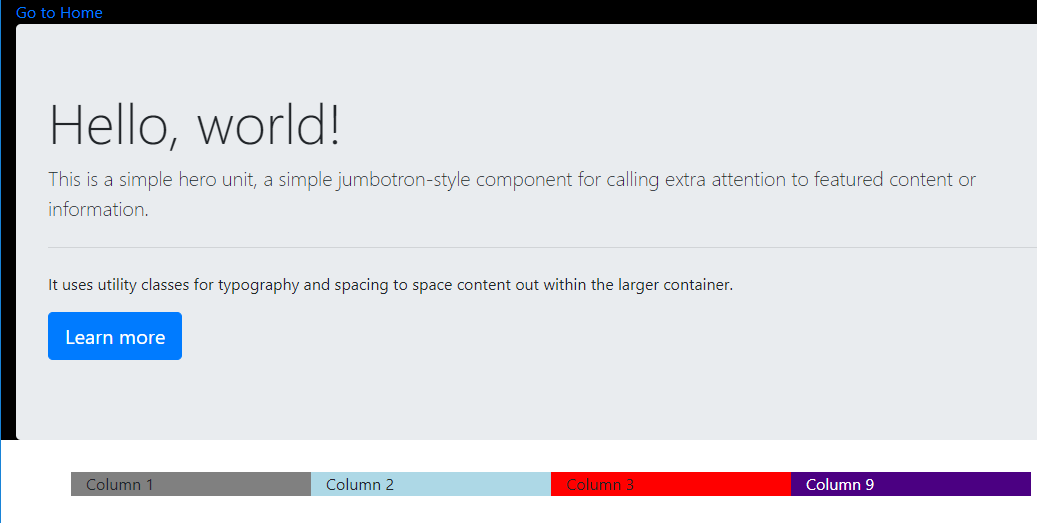 Go to Home
Hello, world!
This is a simple hero unit, a simple jumbotron-style component for calling extra attention to featured content or
information.
It uses utility classes for typography and spacing to space content out within the larger container.
Learn more
Column 1 Column 2 Column 3 Column 9